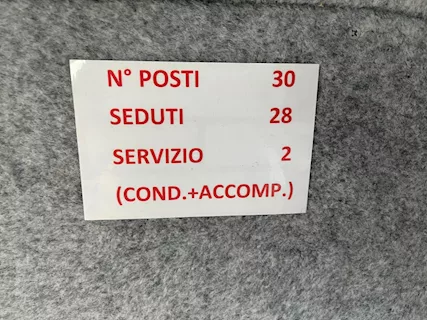 N° POSTI 30
SEDUTI 28
SERVIZIO 2
(COND.+ACCOMP.)